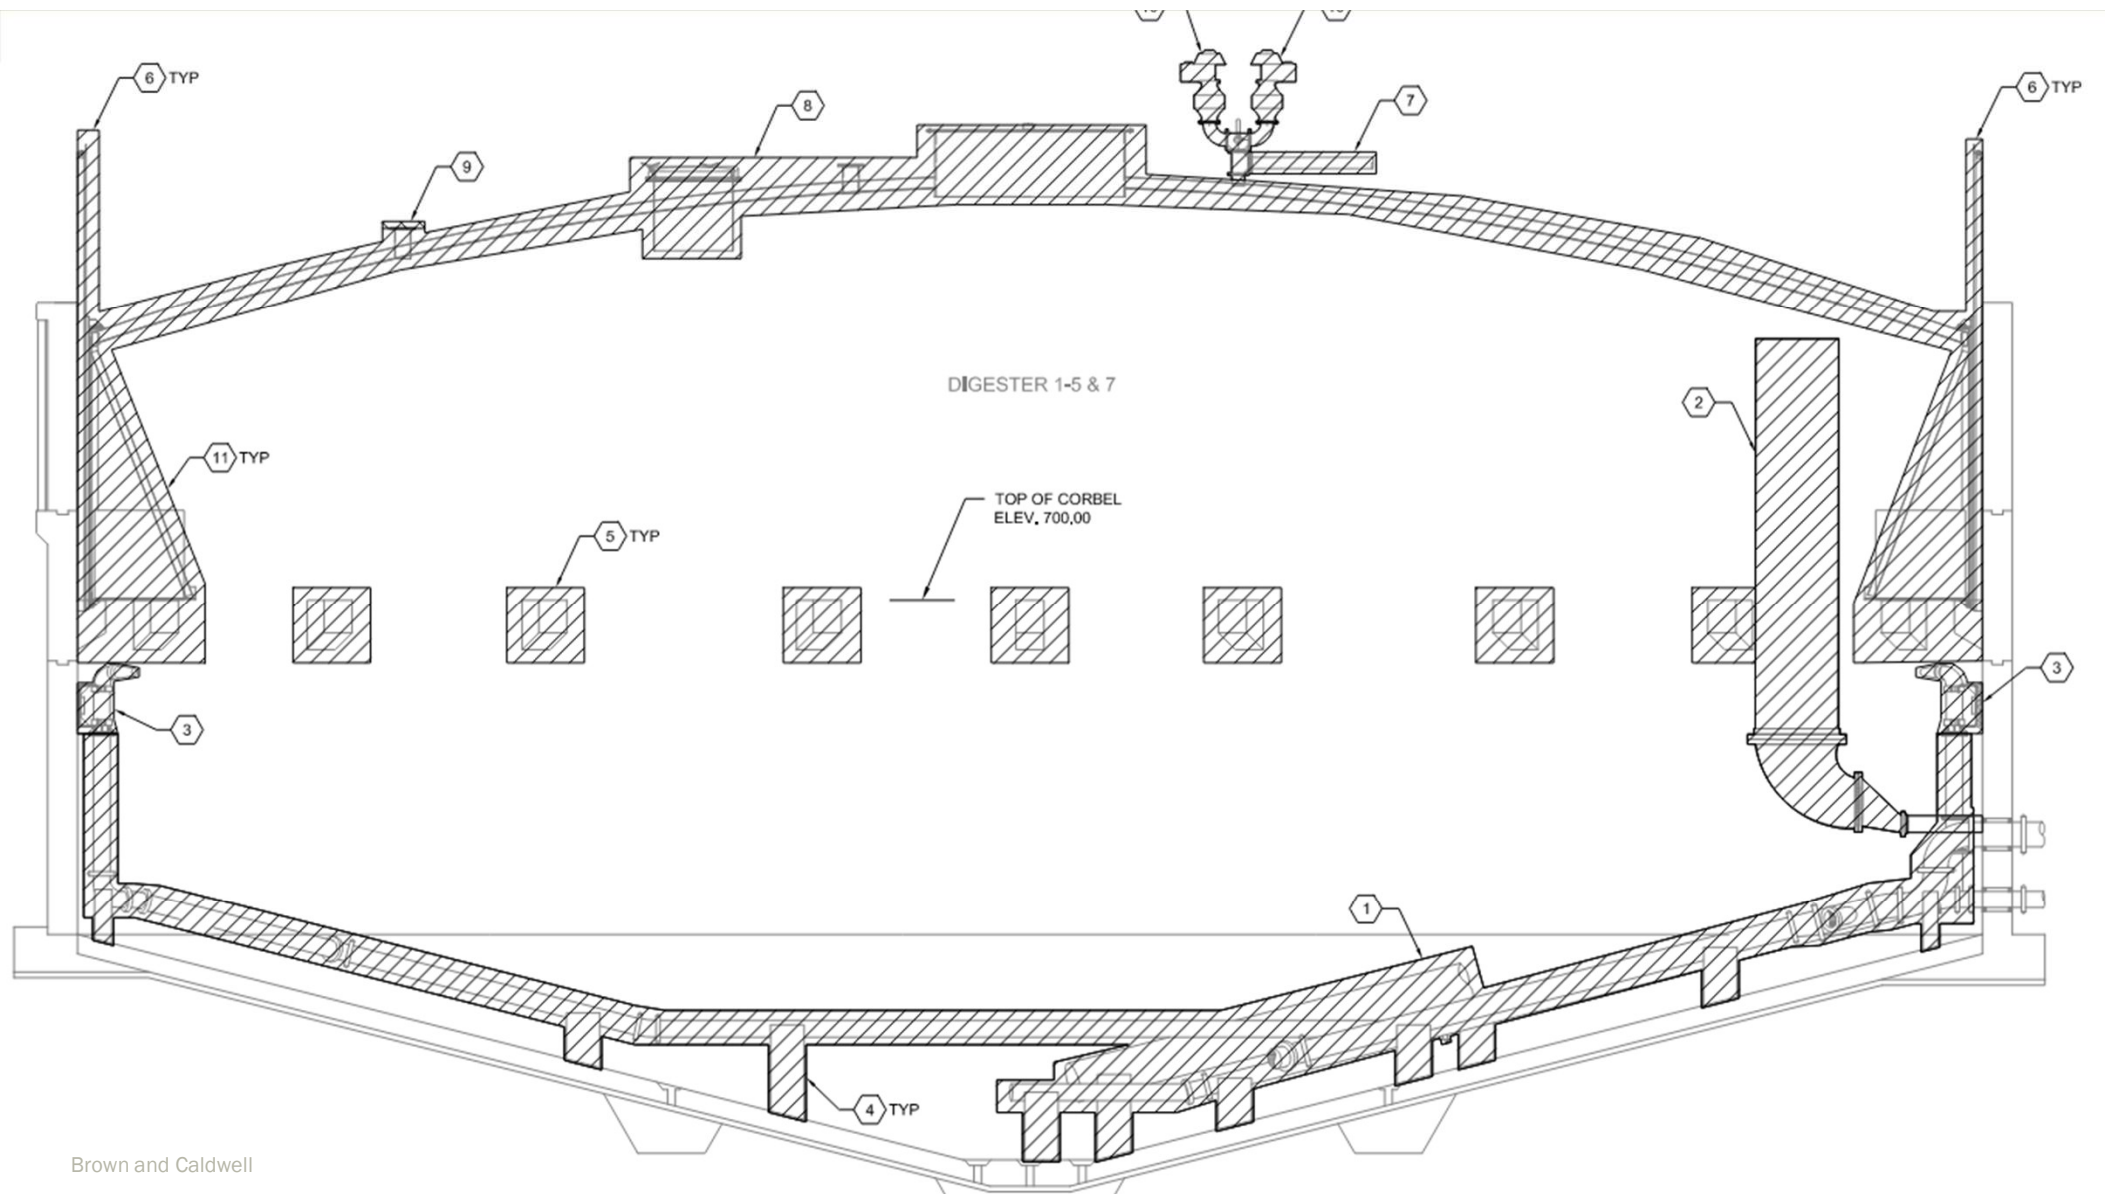 6 TYP
6 TYP
8
7
9
DIGESTER 1-5 & 7
2
11 TYP
TOP OF CORBEL
ELEV. 700.00
5 TYP
3
3
1
4 TYP
Brown and Caldwell